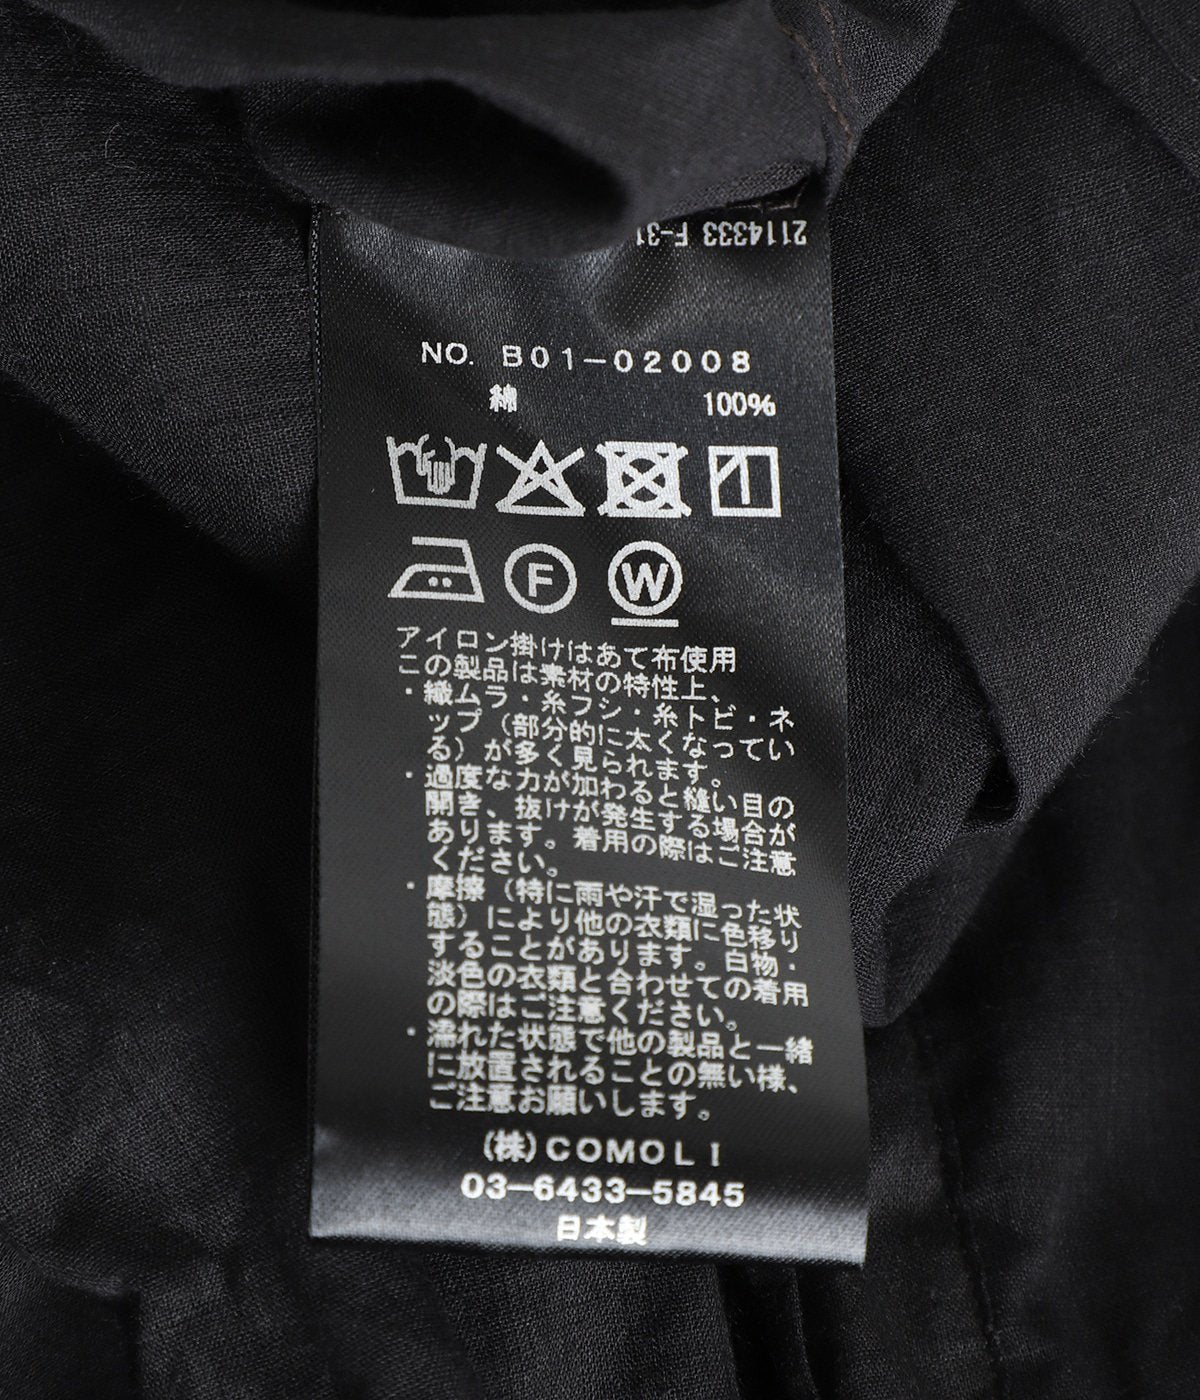 2114333 F-31
NO. B01-02008
綿 100%
F W
アイロン掛けはあて布使用
この製品は素材の特性上、
・織ムラ・糸フシ・糸トビ・ネ
ップ(部分的に太くなってい
る)が多く見られます。
・過度な力が加わると縫い目の
開き、抜けが発生する場合が
あります。着用の際はご注意
ください。
・摩擦(特に雨や汗で湿った状
態)により他の衣類に色移り
することがあります。白物・
淡色の衣類と合わせての着用
の際はご注意ください。
・濡れた状態で他の製品と一緒
に放置されることの無い様、
ご注意お願いします。
(株)COMOLI
03-6433-5845
日本製